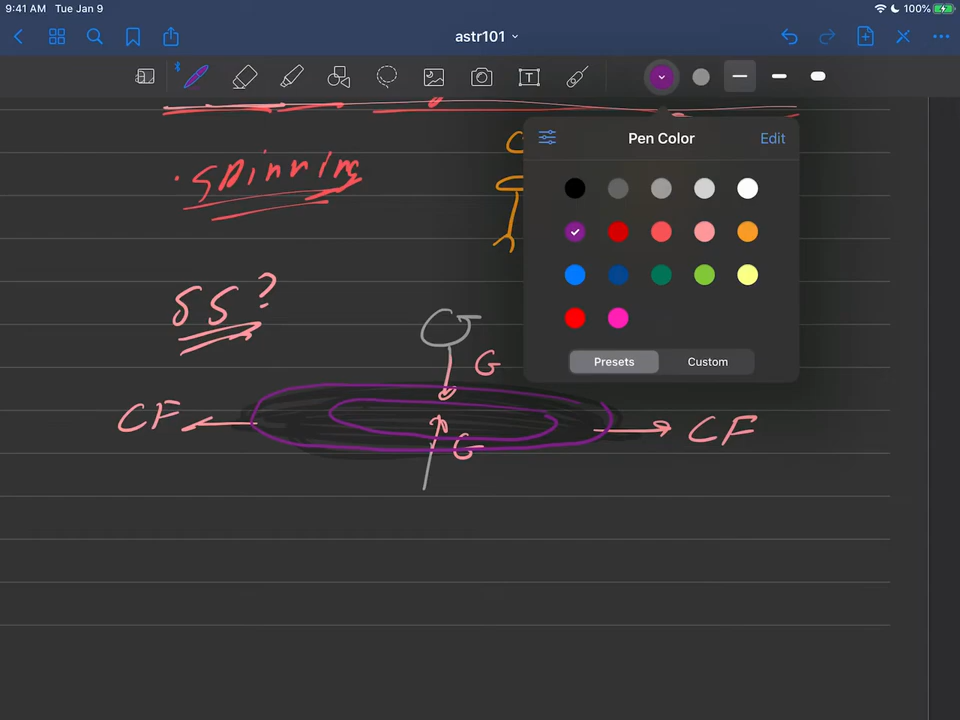 9:41 AM Tue Jan 9 100%
astr101
T
Pen Color Edit
• spinning
SS?
Presets Custom
G
CF CF
G